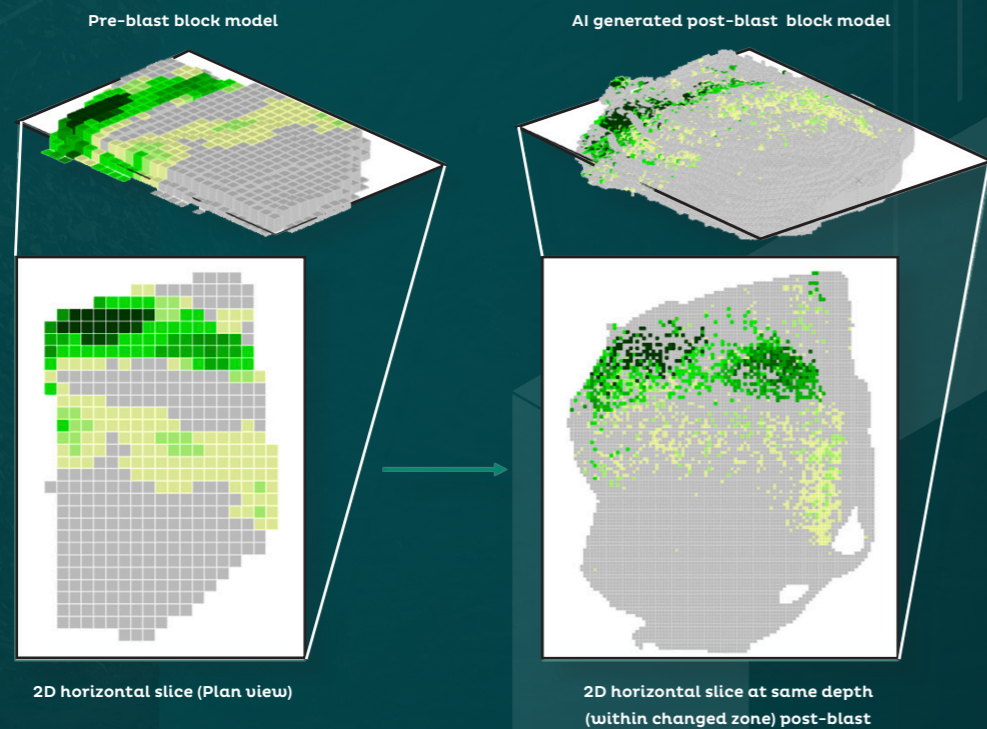 Pre-blast block model
AI generated post-blast block model
2D horizontal slice (Plan view)
2D horizontal slice at same depth
(within changed zone) post-blast